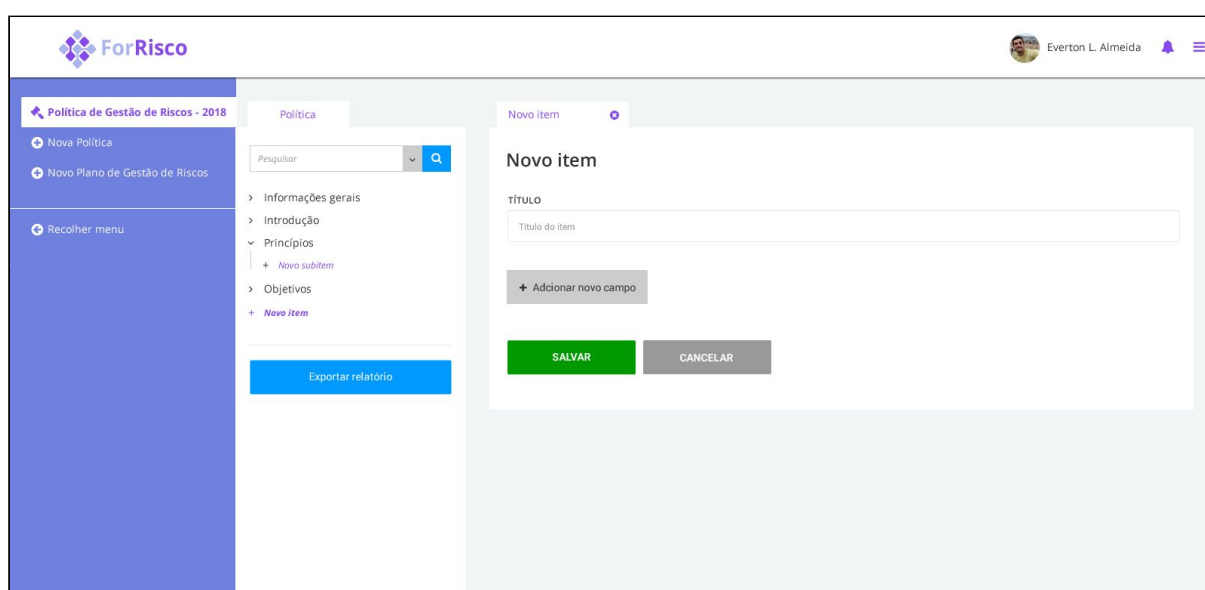 ForRisco
Everton L. Almeida
Política de Gestão de Riscos - 2018
Nova Política
Novo Plano de Gestão de Riscos
Recolher menu
Política
Pesquisar
Informações gerais
Introdução
Princípios
+ Novo subitem
Objetivos
+ Novo item
Exportar relatório
Novo item
Novo item
TÍTULO
Título do item
+ Adcionar novo campo
SALVAR
CANCELAR